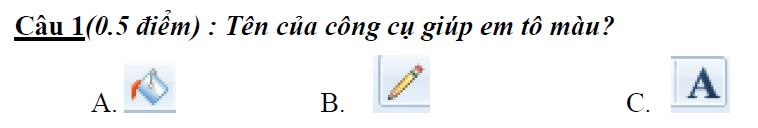 Câu 1(0.5 điểm) : Tên của công cụ giúp em tô màu?
A. B. C. A